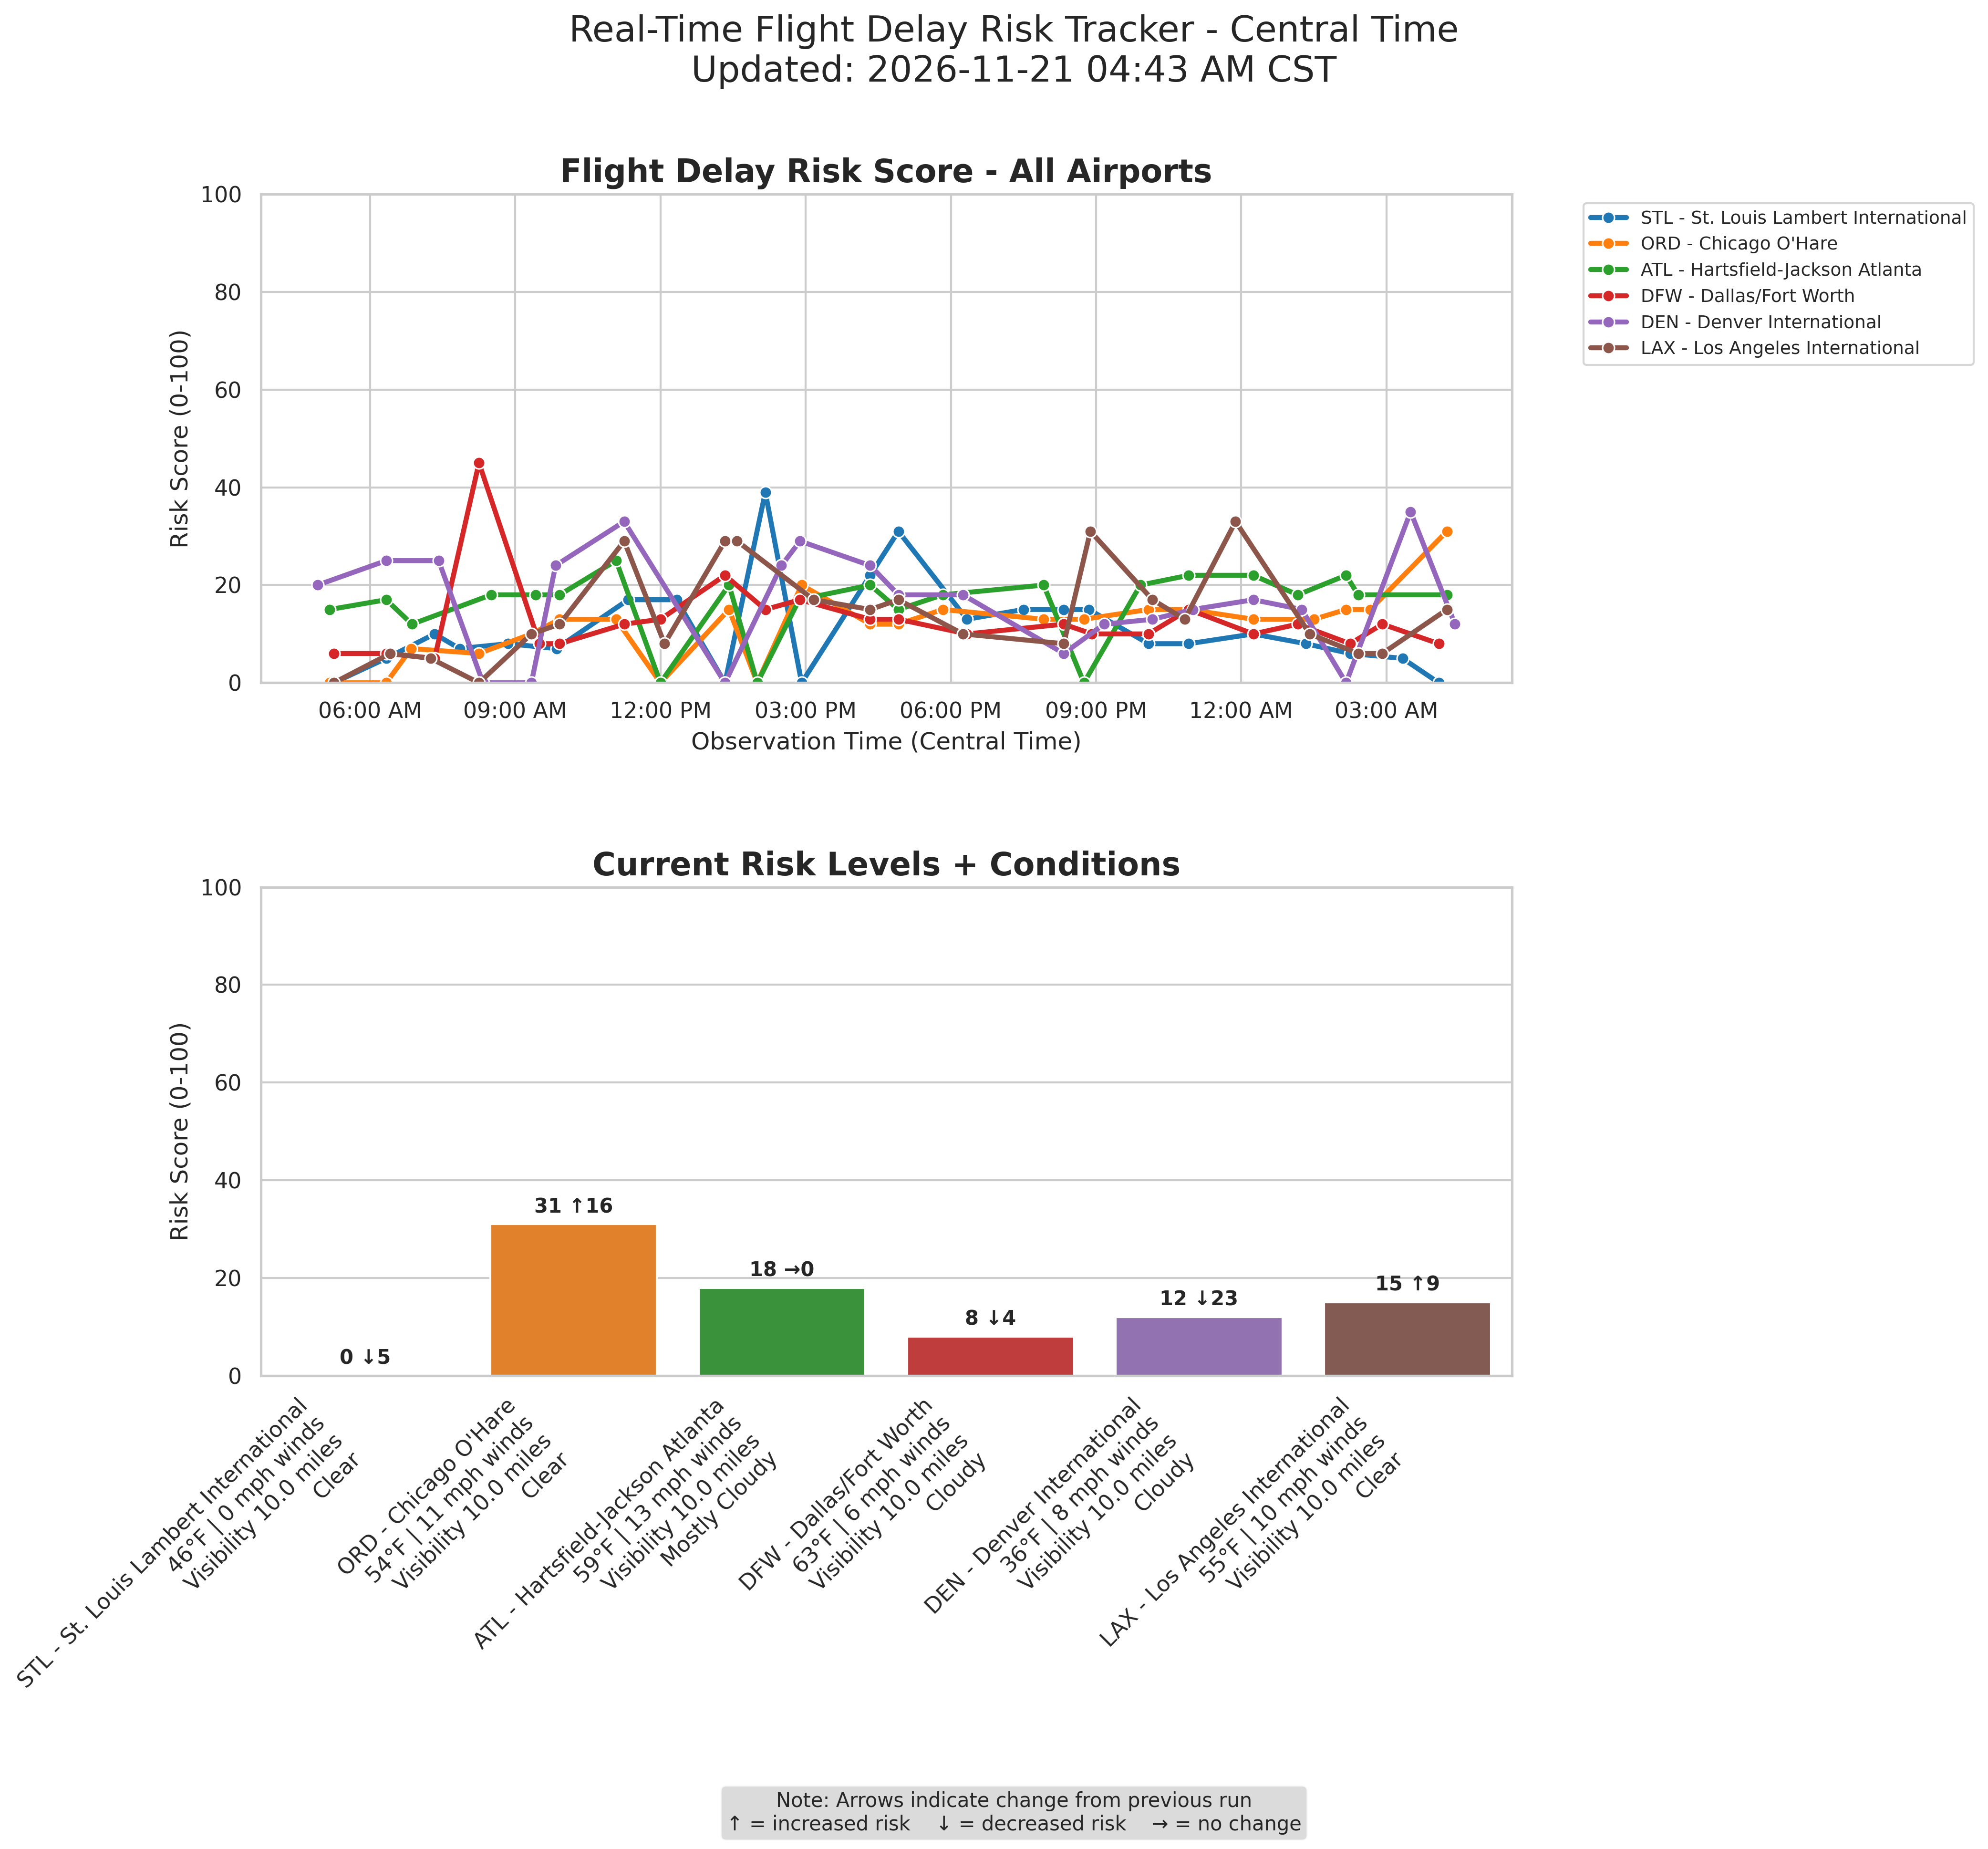 Real-Time Flight Delay Risk Tracker - Central Time
Updated: 2026-11-21 04:43 AM CST
Flight Delay Risk Score - All Airports
Risk Score (0-100)
100
80
60
40
20
0
06:00 AM
09:00 AM
12:00 PM
03:00 PM
06:00 PM
09:00 PM
12:00 AM
03:00 AM
Observation Time (Central Time)
STL - St. Louis Lambert International
ORD - Chicago O'Hare
ATL - Hartsfield-Jackson Atlanta
DFW - Dallas/Fort Worth
DEN - Denver International
LAX - Los Angeles International
Current Risk Levels + Conditions
Risk Score (0-100)
100
80
60
40
20
0
0 ↓5
31 ↑16
18 →0
8 ↓4
12 ↓23
15 ↑9
STL - St. Louis Lambert International
46°F | 0 mph winds
Visibility 10.0 miles
Clear
ORD - Chicago O'Hare
54°F | 11 mph winds
Visibility 10.0 miles
Clear
ATL - Hartsfield-Jackson Atlanta
59°F | 13 mph winds
Visibility 10.0 miles
Mostly Cloudy
DFW - Dallas/Fort Worth
63°F | 6 mph winds
Visibility 10.0 miles
Cloudy
DEN - Denver International
36°F | 8 mph winds
Visibility 10.0 miles
Cloudy
LAX - Los Angeles International
55°F | 10 mph winds
Visibility 10.0 miles
Clear
Note: Arrows indicate change from previous run
↑ = increased risk    ↓ = decreased risk    → = no change